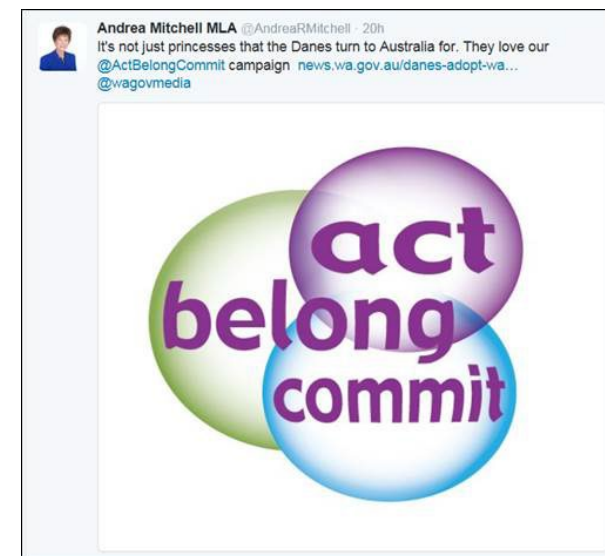 Andrea Mitchell MLA @AndreaRMitchell · 20h
It's not just princesses that the Danes turn to Australia for. They love our
@ActBelongCommit campaign news.wa.gov.au/danes-adopt-wa...
@wagovmedia
act
belong
commit